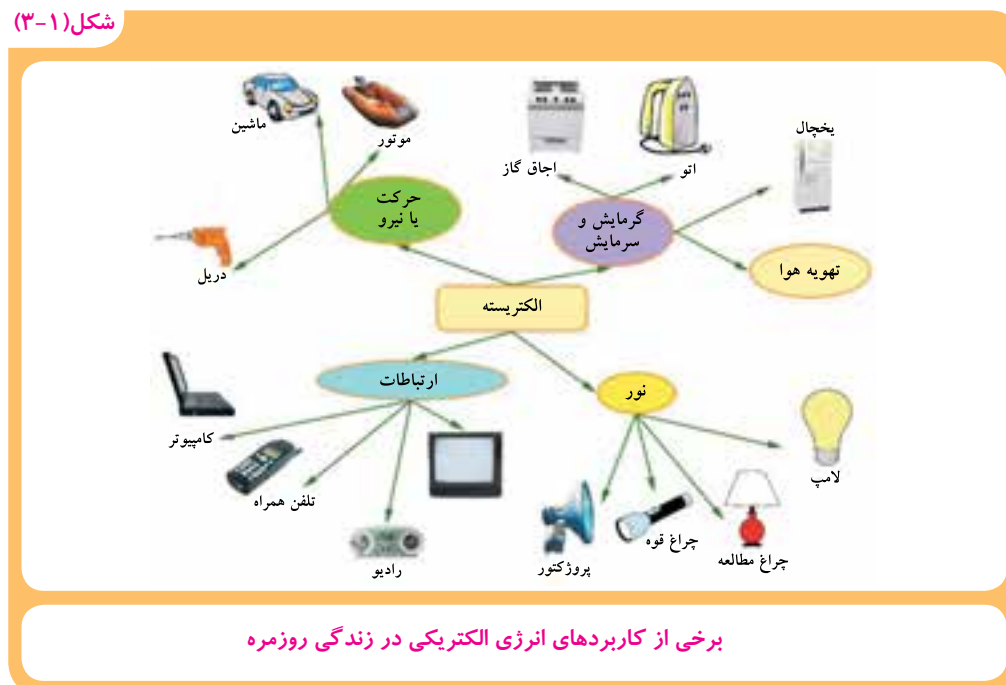 شکل(۱-۳)
ماشین
موتور
دریل
حرکت
یا نیرو
اجاق گاز
اتو
یخچال
گرمایش و
سرمایش
تهویه هوا
الکتریسته
ارتباطات
نور
کامپیوتر
تلفن همراه
رادیو
پروژکتور
چراغ قوه
چراغ مطالعه
لامپ
برخی از کاربردهای انرژی الکتریکی در زندگی روزمره